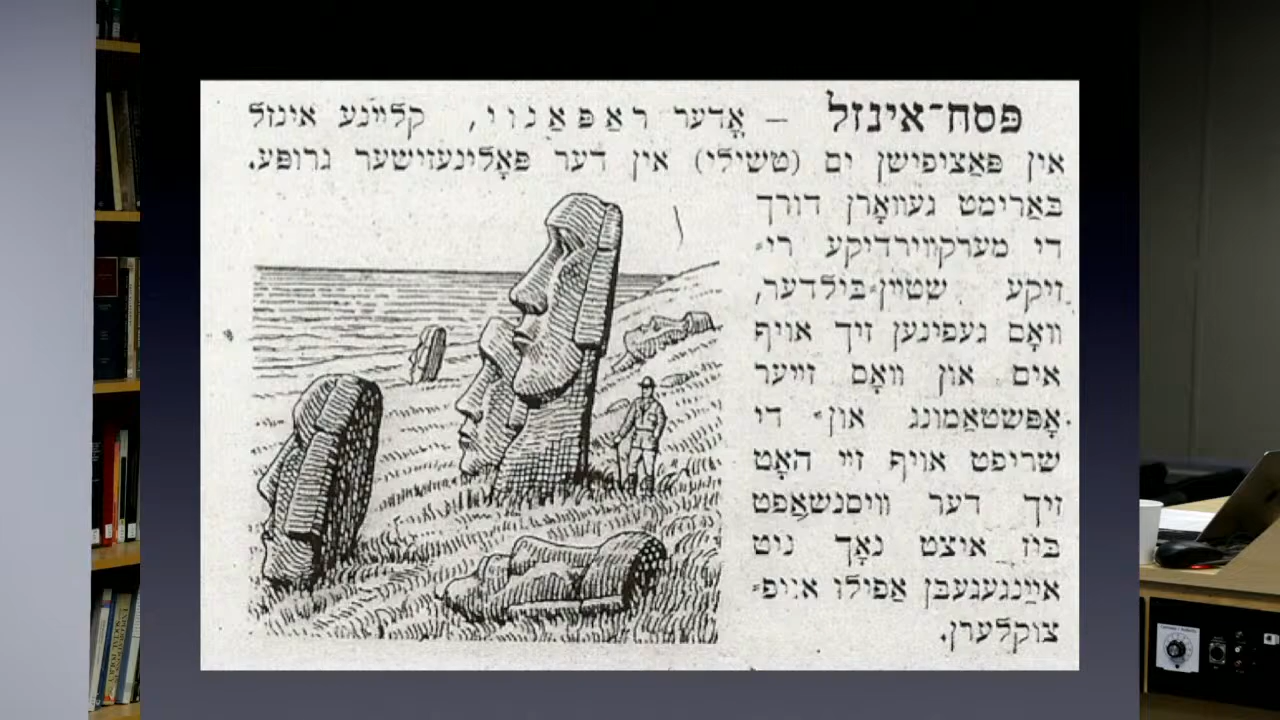 פסח־אינזל — אָדער ראַפּאַנוי, קליינע אינזל
אין פּאַציפישן ים (טשילי) אין דער פּאָלינעזישער גרופּע.
באַרימט געוואָרן דורך
די מערקווירדיקע רי־
זיקע שטיין־בילדער,
וואָס געפינען זיך אויף
אים און וואָס זייער
אָפּשטאַמונג און די
שריפט אויף זיי האָט
זיך דער וויסנשאַפט
ביז איצט נאָך ניט
איינגעגעבן אַפילו אויפ־
צוקלערן.